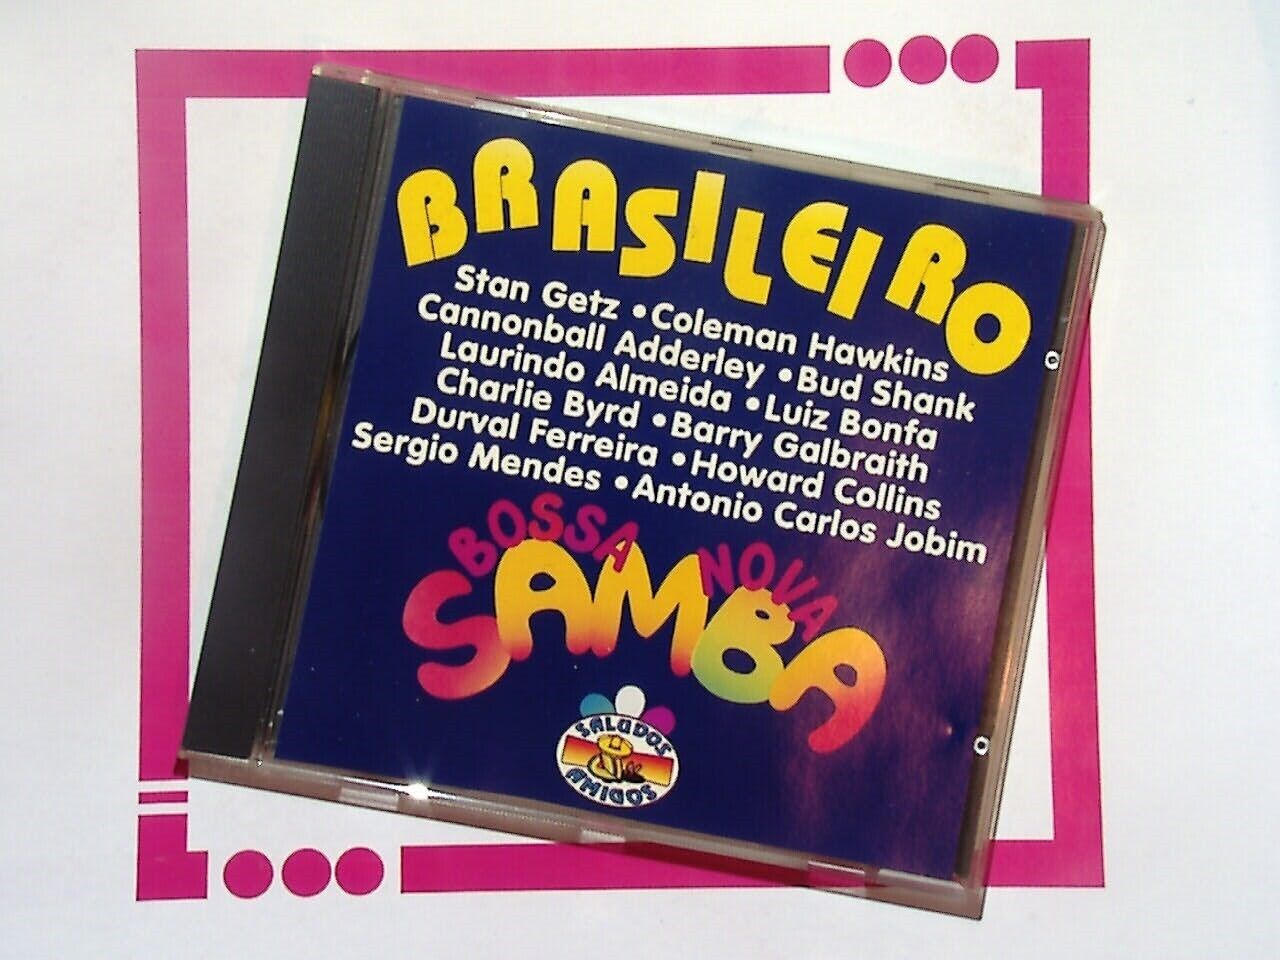 BRASILEIRO
Stan Getz • Coleman Hawkins
Cannonball Adderley • Bud Shank
Laurindo Almeida • Luiz Bonfa
Charlie Byrd • Barry Galbraith
Durval Ferreira • Howard Collins
Sergio Mendes • Antonio Carlos Jobim
BOSSA NOVA
SAMBA
SALUDOS
AMIGOS